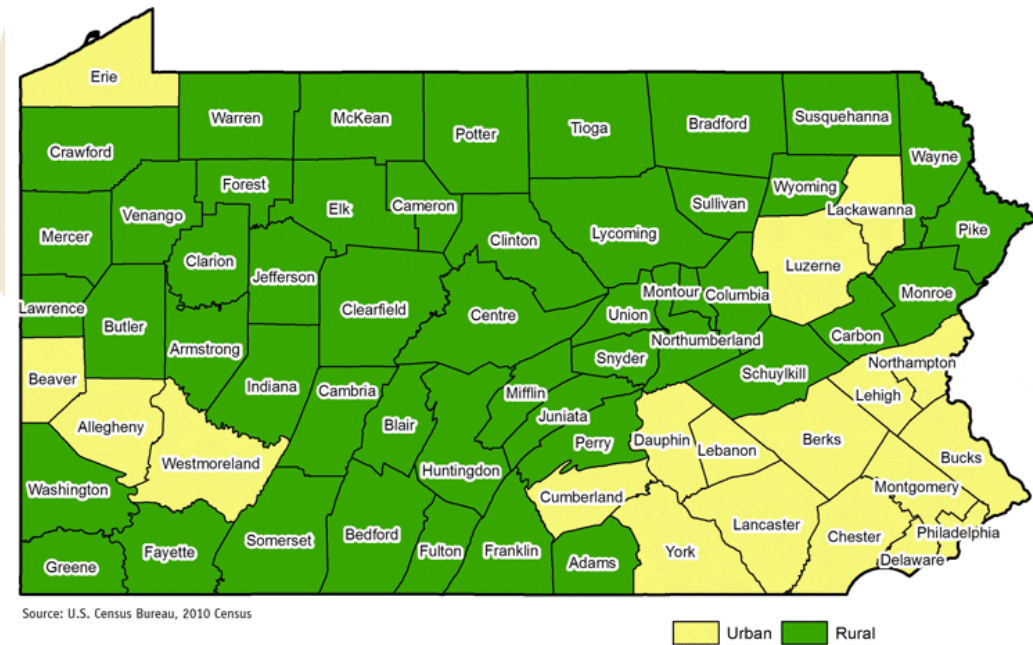 Erie
Warren
McKean
Potter
Tioga
Bradford
Susquehanna
Crawford
Wayne
Forest
Wyoming
Venango
Elk
Cameron
Sullivan
Lackawanna
Mercer
Clinton
Lycoming
Pike
Clarion
Jefferson
Luzerne
Lawrence
Clearfield
Centre
Montour
Columbia
Monroe
Butler
Union
Armstrong
Northumberland
Carbon
Snyder
Northampton
Beaver
Indiana
Cambria
Mifflin
Schuylkill
Lehigh
Allegheny
Blair
Juniata
Perry
Dauphin
Lebanon
Berks
Bucks
Westmoreland
Huntingdon
Washington
Cumberland
Montgomery
Lancaster
Philadelphia
Somerset
Bedford
Fulton
Franklin
Adams
York
Chester
Delaware
Greene
Fayette
Source: U.S. Census Bureau, 2010 Census
Urban
Rural